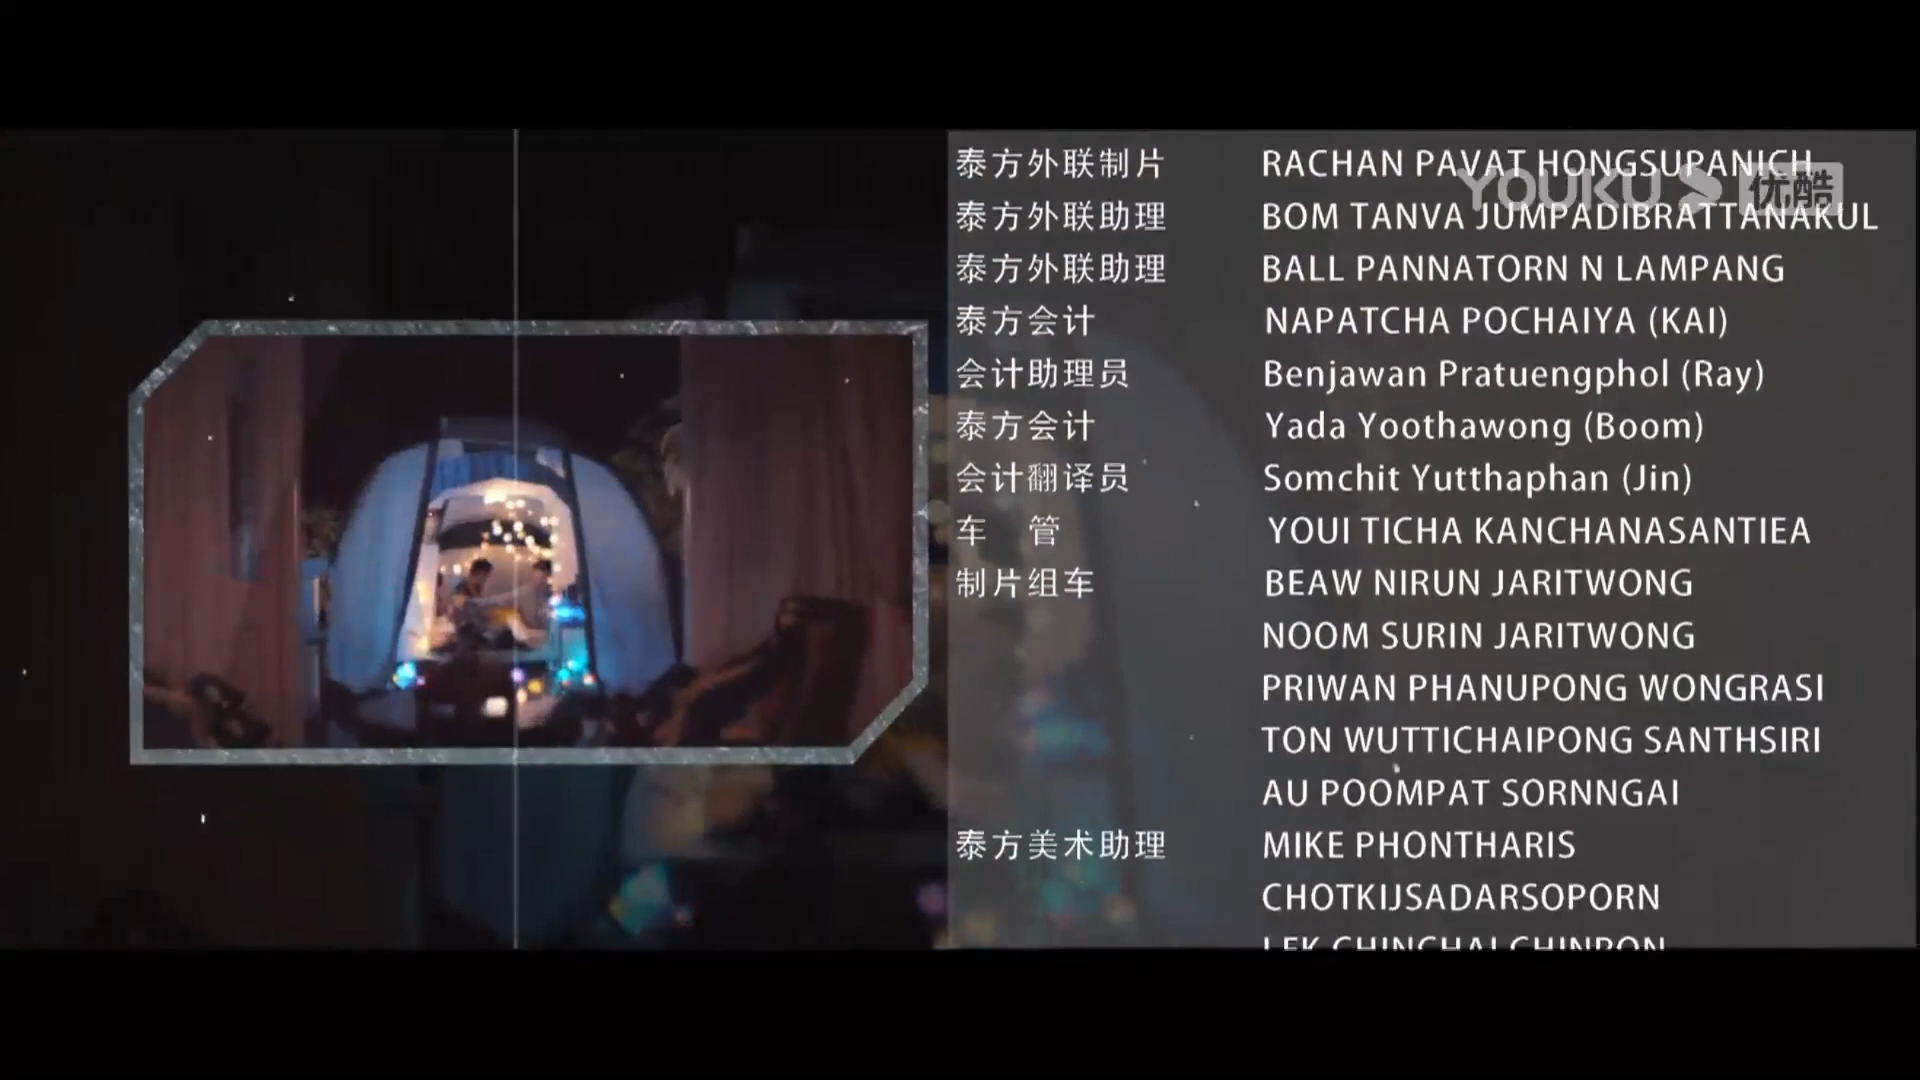 泰方外联制片 RACHAN PAVAT HONGSUPANICH
YOUKU 优酷
泰方外联助理 BOM TANVA JUMPADIBRATTANAKUL
泰方外联助理 BALL PANNATORN N LAMPANG
泰方会计 NAPATCHA POCHAIYA (KAI)
会计助理员 Benjawan Pratuengphol (Ray)
泰方会计 Yada Yoothawong (Boom)
会计翻译员 Somchit Yutthaphan (Jin)
车 管 YOUI TICHA KANCHANASANTIEA
制片组车 BEAW NIRUN JARITWONG
NOOM SURIN JARITWONG
PRIWAN PHANUPONG WONGRASI
TON WUTTICHAIPONG SANTHSIRI
AU POOMPAT SORNNGAI
泰方美术助理 MIKE PHONTHARIS
CHOTKIJSADARSOPORN